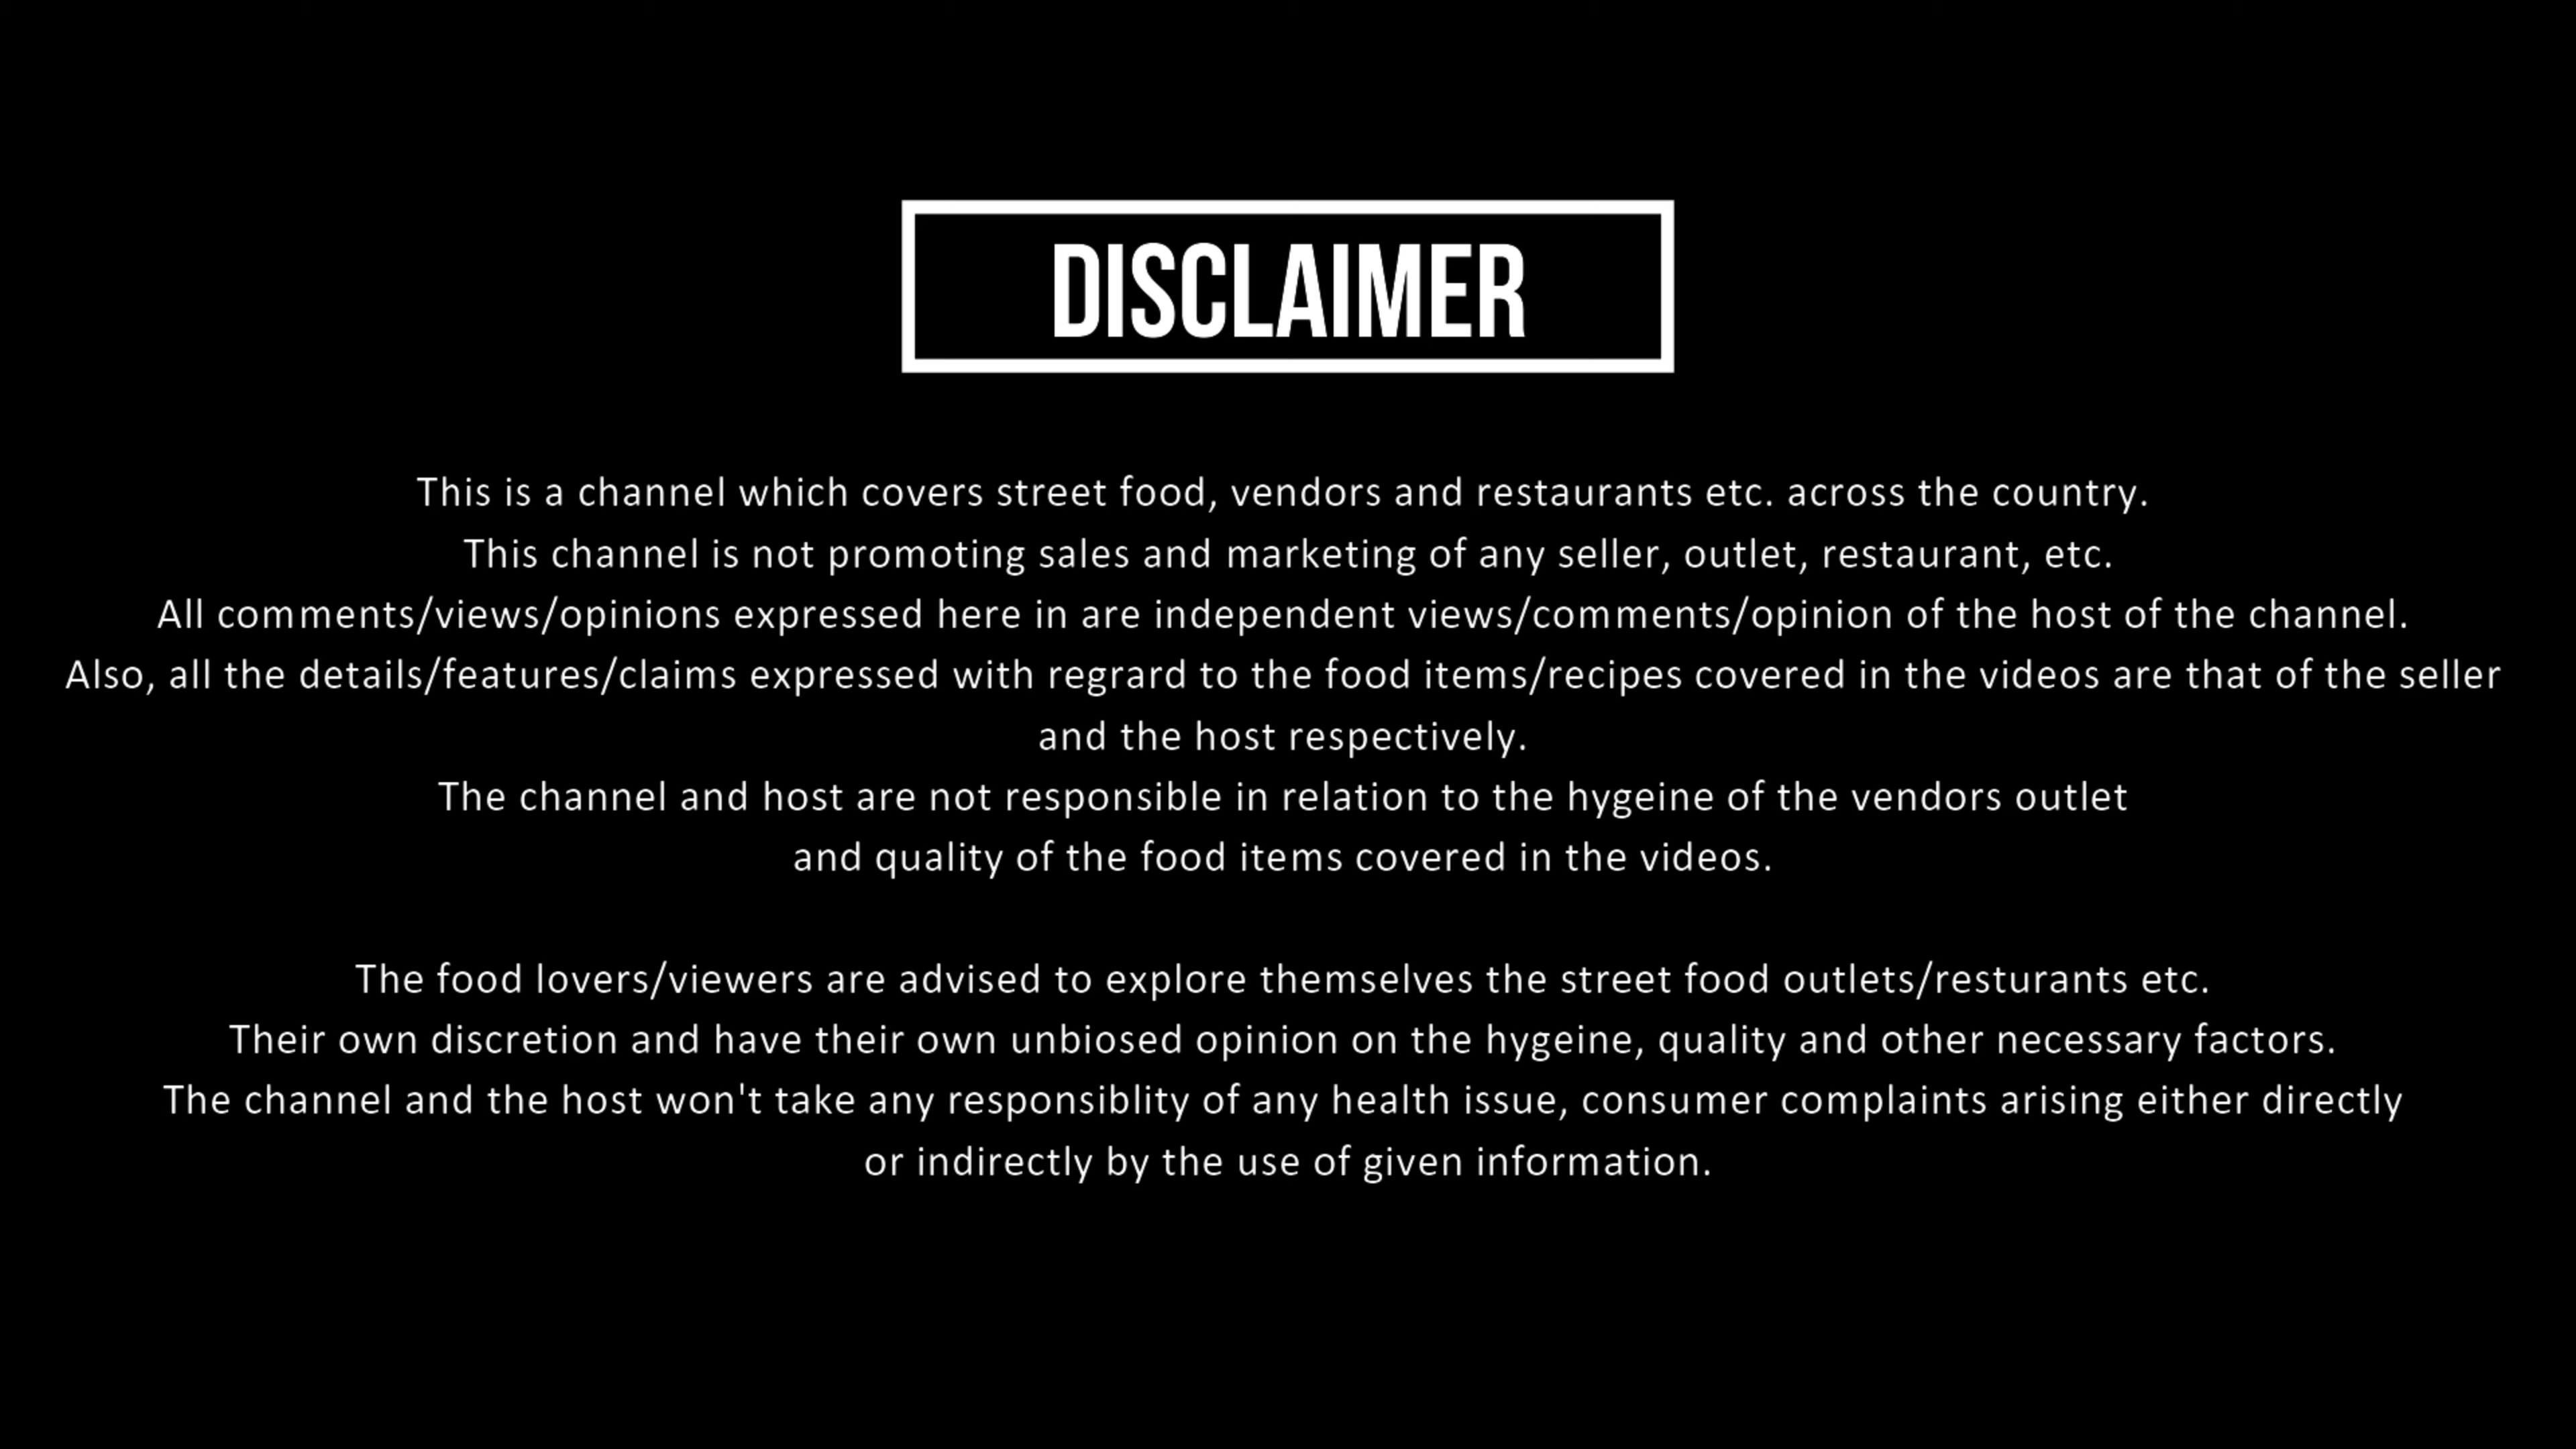 DISCLAIMER
This is a channel which covers street food, vendors and restaurants etc. across the country.
This channel is not promoting sales and marketing of any seller, outlet, restaurant, etc.
All comments/views/opinions expressed here in are independent views/comments/opinion of the host of the channel.
Also, all the details/features/claims expressed with regrard to the food items/recipes covered in the videos are that of the seller
and the host respectively.
The channel and host are not responsible in relation to the hygeine of the vendors outlet
and quality of the food items covered in the videos.
The food lovers/viewers are advised to explore themselves the street food outlets/resturants etc.
Their own discretion and have their own unbiosed opinion on the hygeine, quality and other necessary factors.
The channel and the host won't take any responsiblity of any health issue, consumer complaints arising either directly
or indirectly by the use of given information.